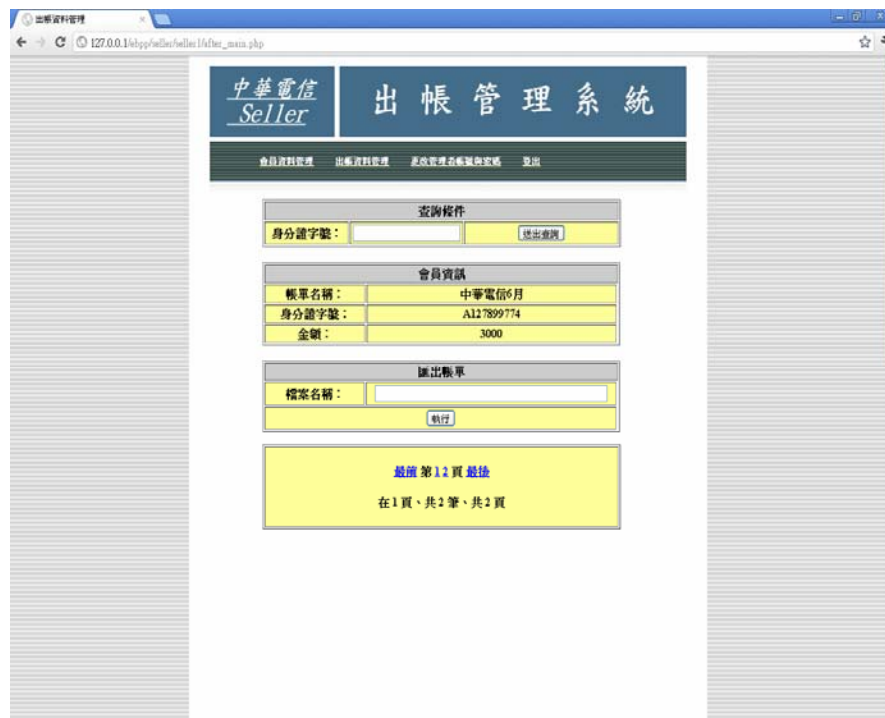 出帳資料管理
127.0.0.1/ebpp/seller/seller1/after_main.php
中華電信
Seller
出帳管理系統
會員資料管理 出帳資料管理 更改管理者帳號與密碼 登出
查詢條件
身分證字號： 送出查詢
會員資訊
帳單名稱： 中華電信6月
身分證字號： A127899774
金額： 3000
匯出帳單
檔案名稱：
執行
最前 第 1 2 頁 最後
在 1 頁、共 2 筆、共 2 頁